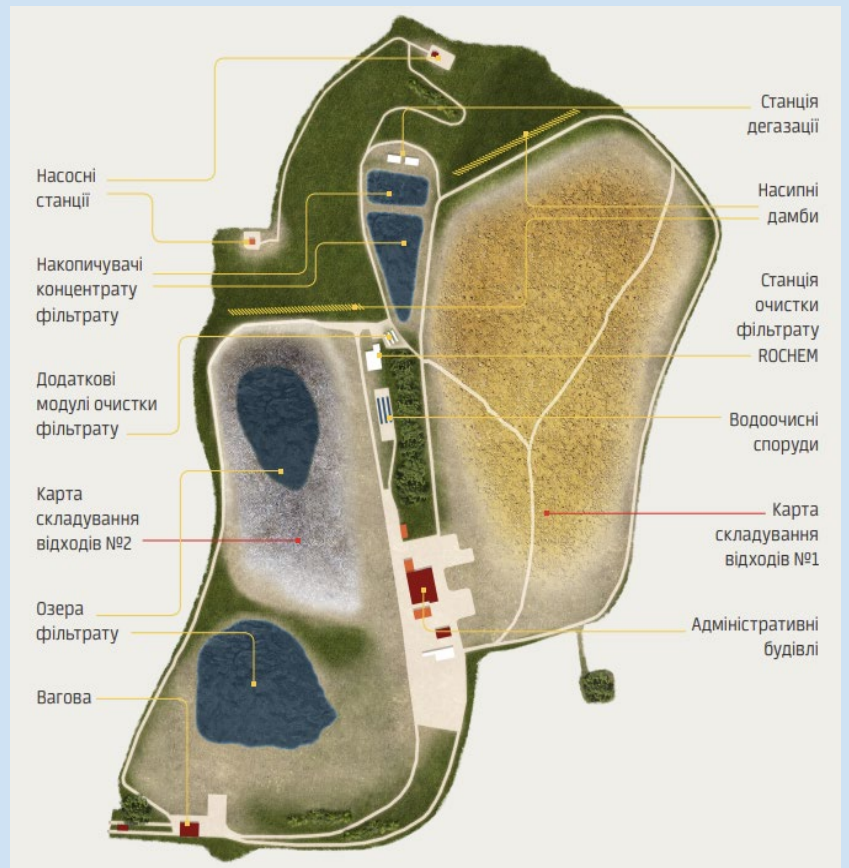 Насосні
станції
Накопичувачі
концентрату
фільтрату
Додаткові
модулі очистки
фільтрату
Карта
складування
відходів №2
Озера
фільтрату
Вагова
Станція
дегазації
Насипні
дамби
Станція
очистки
фільтрату
ROCHEM
Водоочисні
споруди
Карта
складування
відходів №1
Адміністративні
будівлі